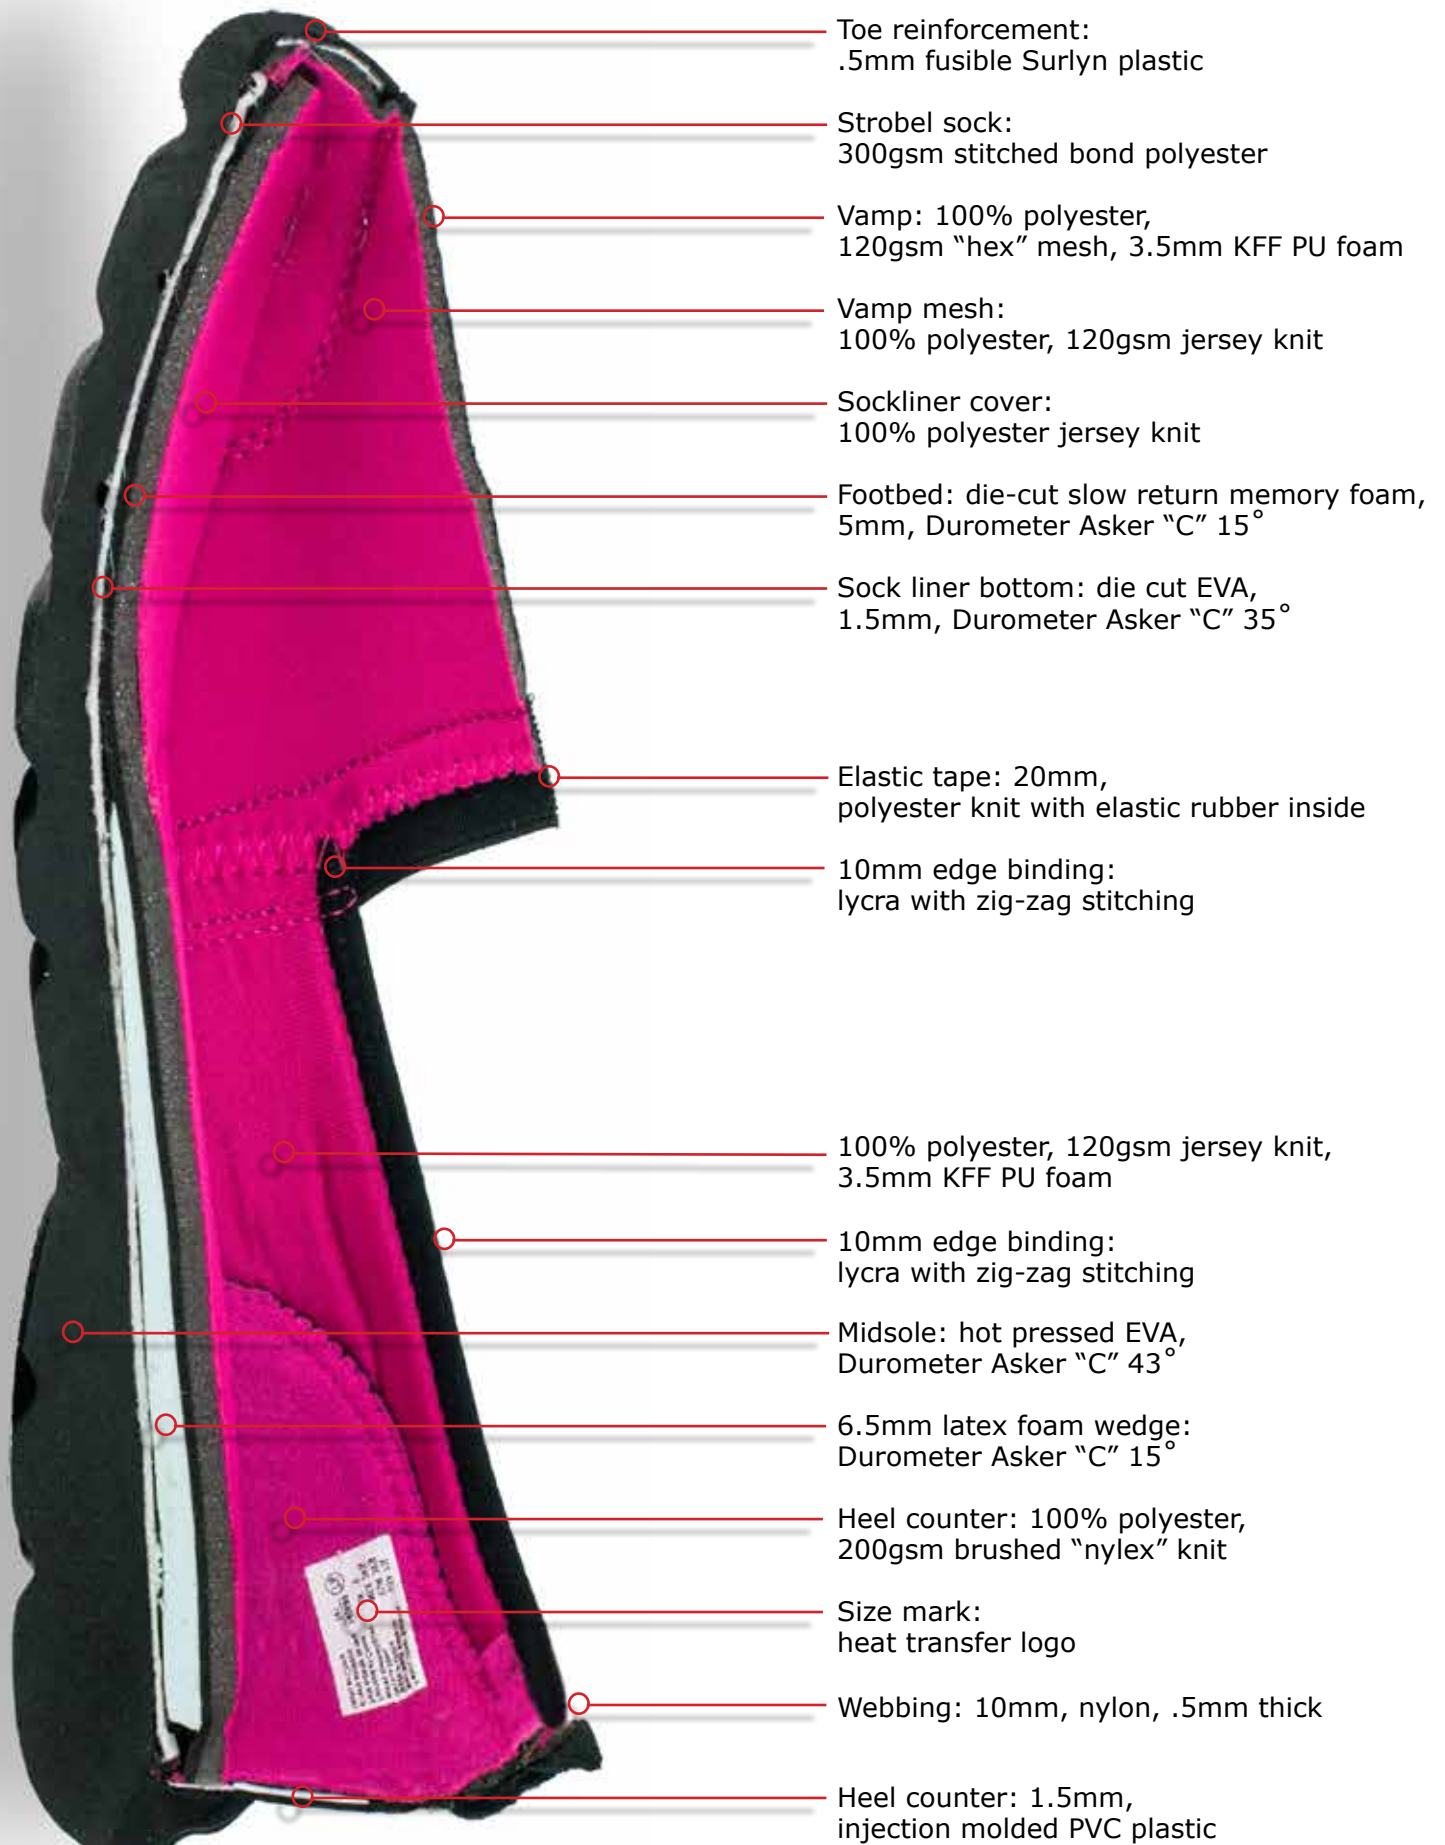 Toe reinforcement:
.5mm fusible Surlyn plastic
Strobel sock:
300gsm stitched bond polyester
Vamp: 100% polyester,
120gsm “hex” mesh, 3.5mm KFF PU foam
Vamp mesh:
100% polyester, 120gsm jersey knit
Sockliner cover:
100% polyester jersey knit
Footbed: die-cut slow return memory foam,
5mm, Durometer Asker “C” 15˚
Sock liner bottom: die cut EVA,
1.5mm, Durometer Asker “C” 35˚
Elastic tape: 20mm,
polyester knit with elastic rubber inside
10mm edge binding:
lycra with zig-zag stitching
100% polyester, 120gsm jersey knit,
3.5mm KFF PU foam
10mm edge binding:
lycra with zig-zag stitching
Midsole: hot pressed EVA,
Durometer Asker “C” 43˚
6.5mm latex foam wedge:
Durometer Asker “C” 15˚
Heel counter: 100% polyester,
200gsm brushed “nylex” knit
Size mark:
heat transfer logo
Webbing: 10mm, nylon, .5mm thick
Heel counter: 1.5mm,
injection molded PVC plastic